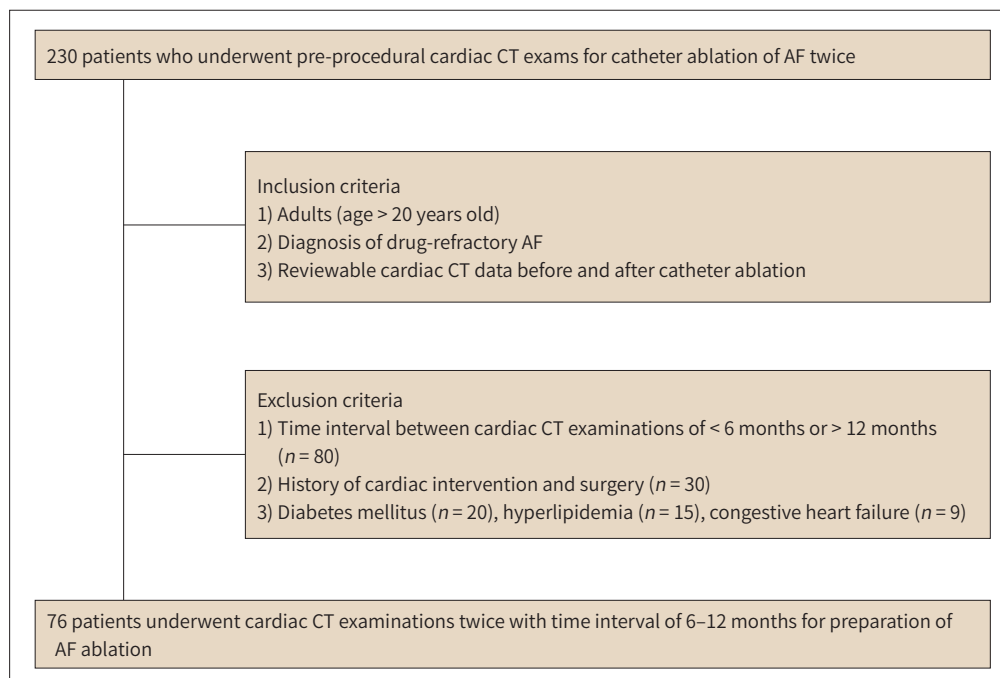 230 patients who underwent pre-procedural cardiac CT exams for catheter ablation of AF twice
Inclusion criteria
1) Adults (age > 20 years old)
2) Diagnosis of drug-refractory AF
3) Reviewable cardiac CT data before and after catheter ablation
Exclusion criteria
1) Time interval between cardiac CT examinations of < 6 months or > 12 months
(n = 80)
2) History of cardiac intervention and surgery (n = 30)
3) Diabetes mellitus (n = 20), hyperlipidemia (n = 15), congestive heart failure (n = 9)
76 patients underwent cardiac CT examinations twice with time interval of 6–12 months for preparation of
AF ablation